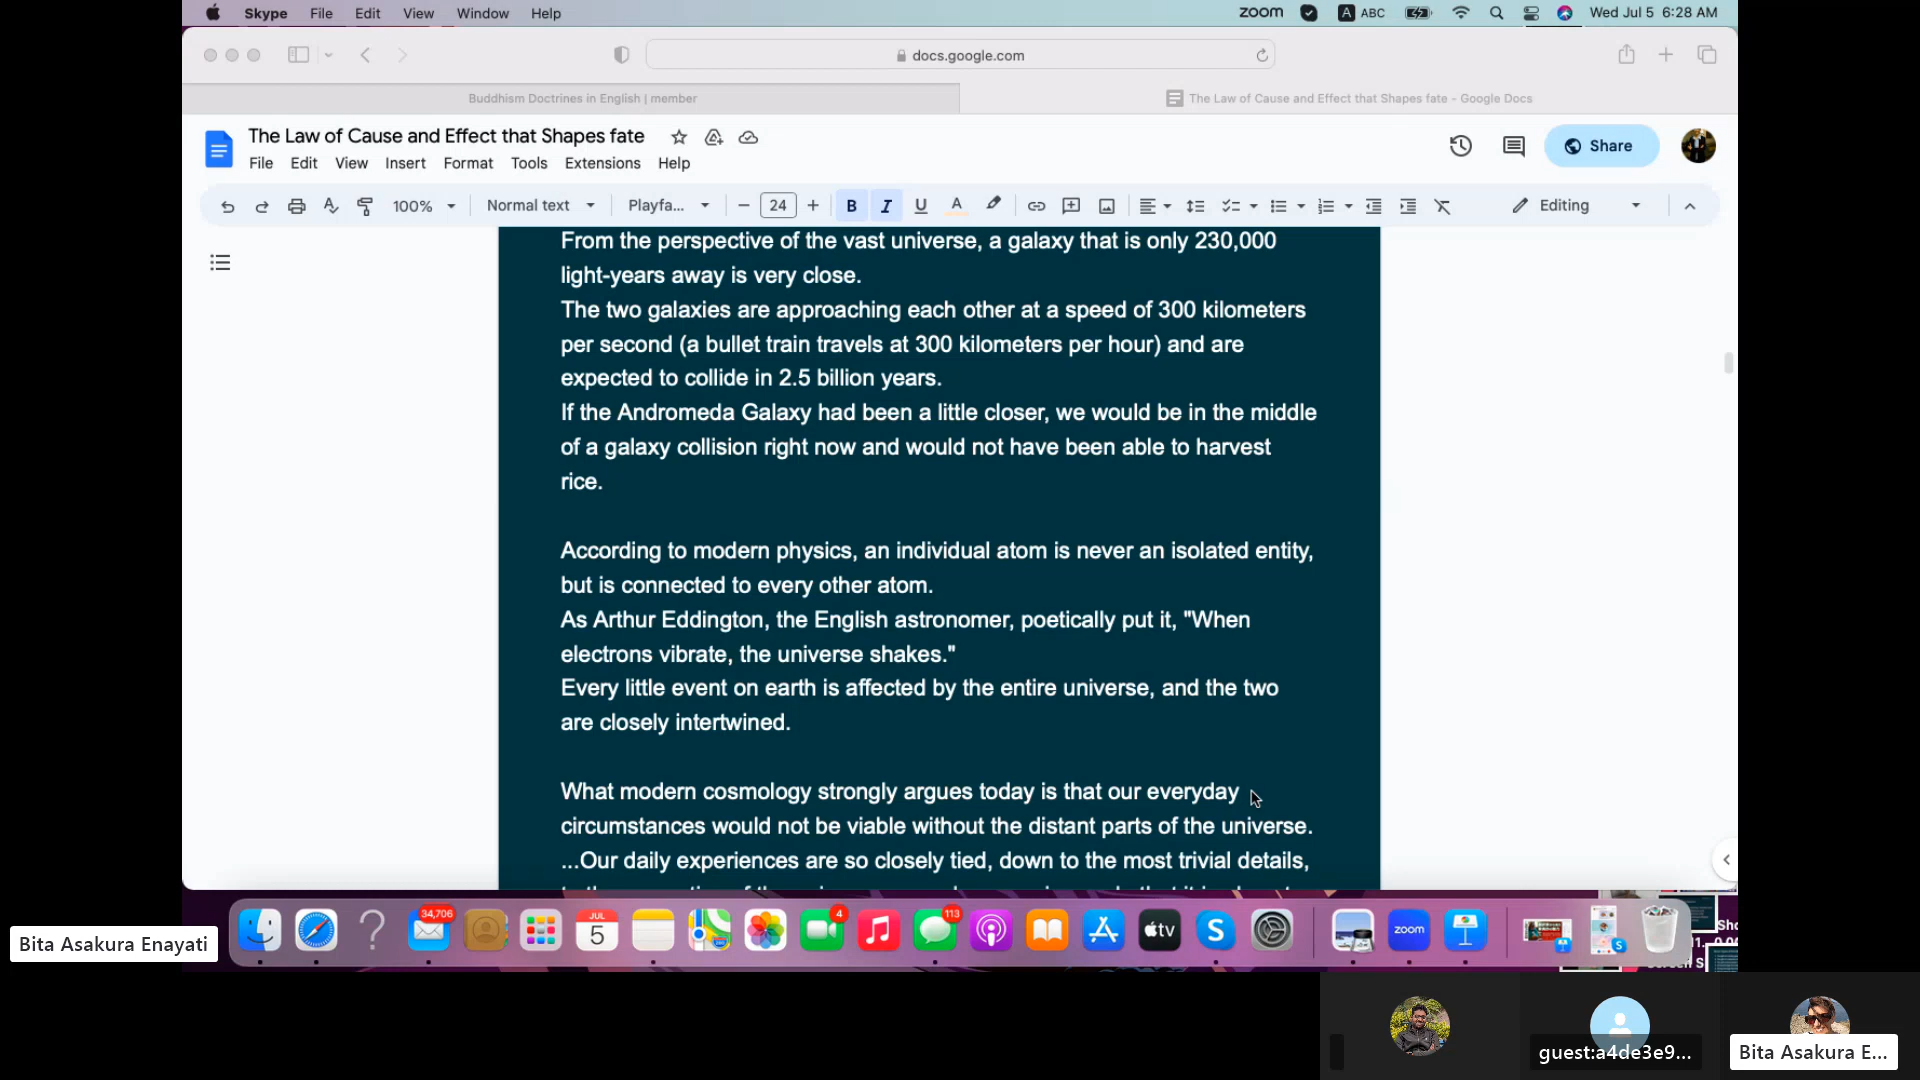 Skype File Edit View Window Help
zoom A ABC Wed Jul 5 6:28 AM
docs.google.com
Buddhism Doctrines in English | member
The Law of Cause and Effect that Shapes fate - Google Docs
The Law of Cause and Effect that Shapes fate
File Edit View Insert Format Tools Extensions Help
Share
100% Normal text Playfa... 24 B I U A Editing
From the perspective of the vast universe, a galaxy that is only 230,000
light-years away is very close.
The two galaxies are approaching each other at a speed of 300 kilometers
per second (a bullet train travels at 300 kilometers per hour) and are
expected to collide in 2.5 billion years.
If the Andromeda Galaxy had been a little closer, we would be in the middle
of a galaxy collision right now and would not have been able to harvest
rice.
According to modern physics, an individual atom is never an isolated entity,
but is connected to every other atom.
As Arthur Eddington, the English astronomer, poetically put it, "When
electrons vibrate, the universe shakes."
Every little event on earth is affected by the entire universe, and the two
are closely intertwined.
What modern cosmology strongly argues today is that our everyday
circumstances would not be viable without the distant parts of the universe.
...Our daily experiences are so closely tied, down to the most trivial details,
34,706
JUL
5
4
113
tv
zoom
Bita Asakura Enayati
guest:a4de3e9...
Bita Asakura E...